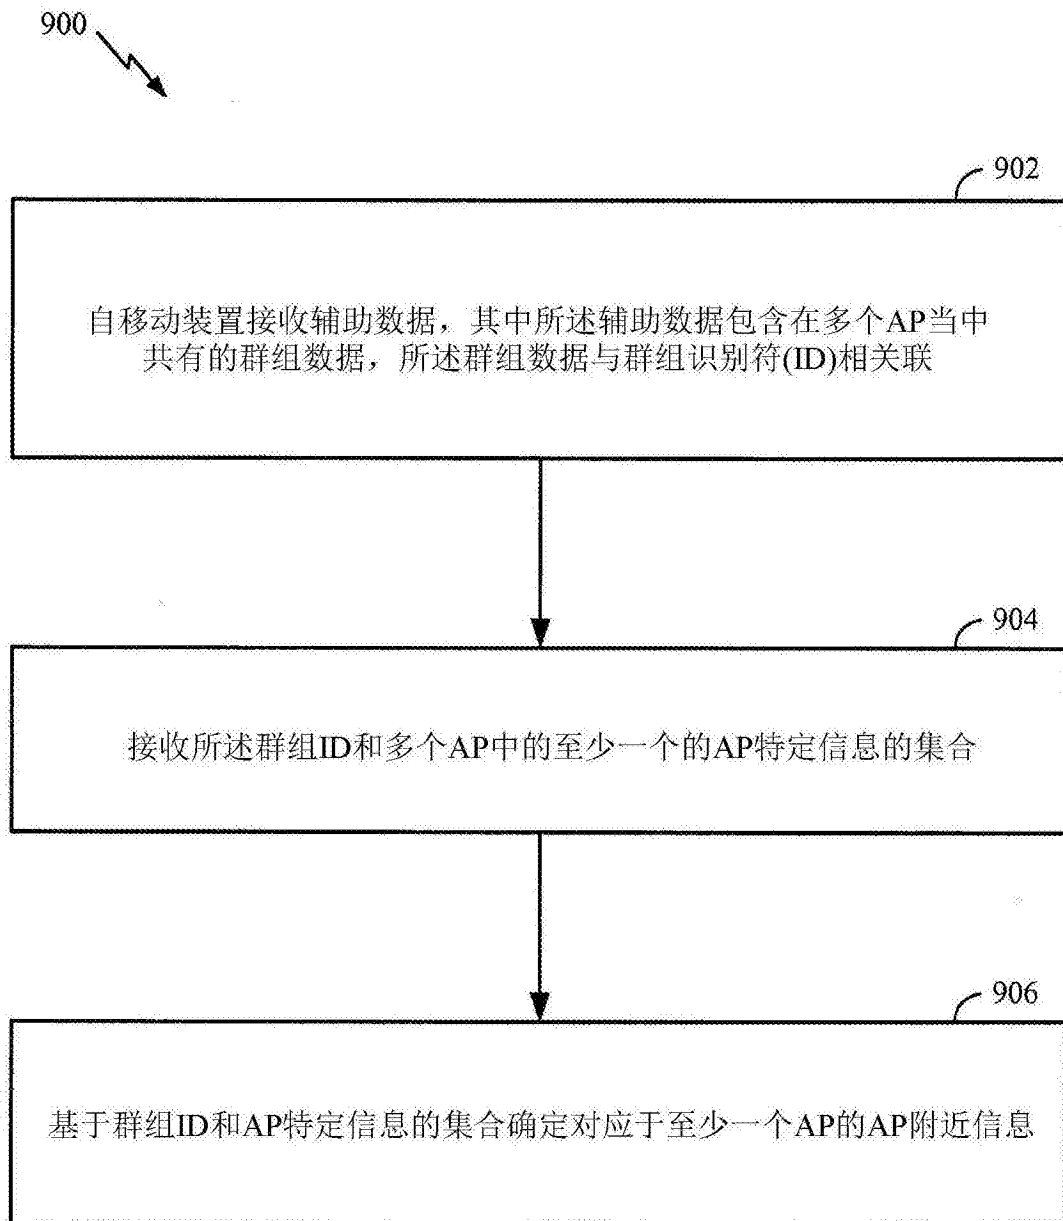 900
902
自移动装置接收辅助数据，其中所述辅助数据包含在多个AP当中
共有的群组数据，所述群组数据与群组识别符(ID)相关联
904
接收所述群组ID和多个AP中的至少一个的AP特定信息的集合
906
基于群组ID和AP特定信息的集合确定对应于至少一个AP的AP附近信息